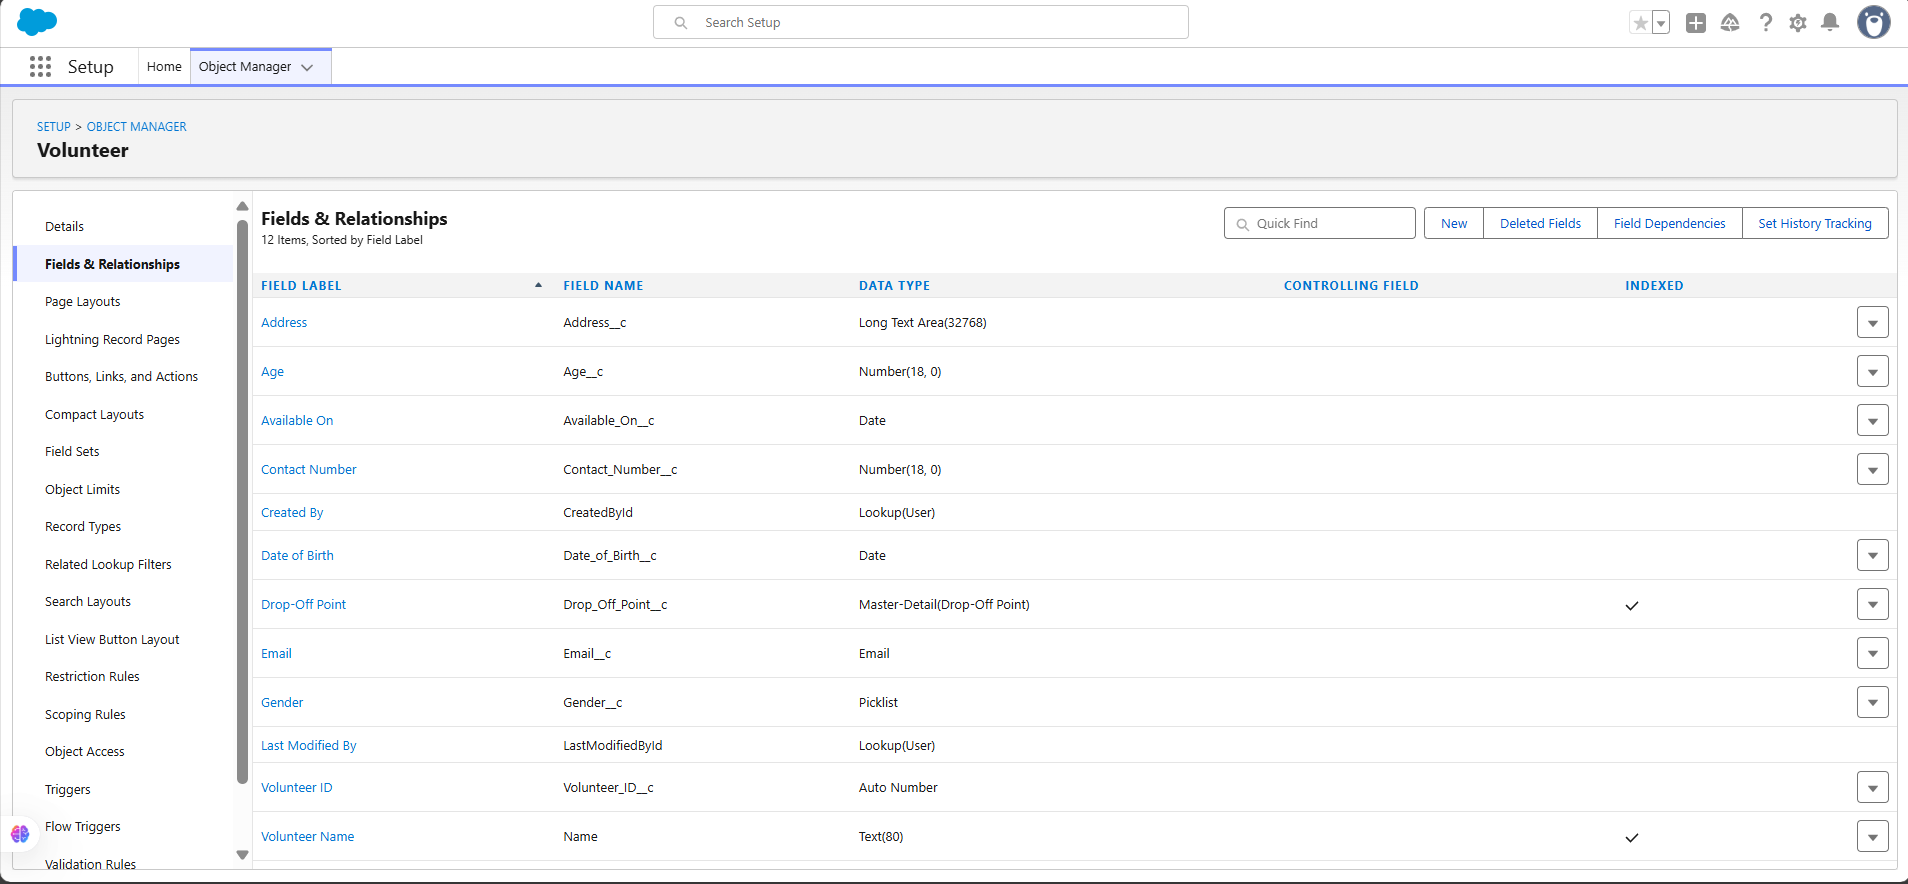 Search Setup
Setup
Home
Object Manager
SETUP > OBJECT MANAGER
Volunteer
Details
Fields & Relationships
Page Layouts
Lightning Record Pages
Buttons, Links, and Actions
Compact Layouts
Field Sets
Object Limits
Record Types
Related Lookup Filters
Search Layouts
List View Button Layout
Restriction Rules
Scoping Rules
Object Access
Triggers
Flow Triggers
Validation Rules
Fields & Relationships
12 Items, Sorted by Field Label
Quick Find
New
Deleted Fields
Field Dependencies
Set History Tracking
FIELD LABEL FIELD NAME DATA TYPE CONTROLLING FIELD INDEXED
Address Address__c Long Text Area(32768)
Age Age__c Number(18, 0)
Available On Available_On__c Date
Contact Number Contact_Number__c Number(18, 0)
Created By CreatedById Lookup(User)
Date of Birth Date_of_Birth__c Date
Drop-Off Point Drop_Off_Point__c Master-Detail(Drop-Off Point)
Email Email__c Email
Gender Gender__c Picklist
Last Modified By LastModifiedById Lookup(User)
Volunteer ID Volunteer_ID__c Auto Number
Volunteer Name Name Text(80)